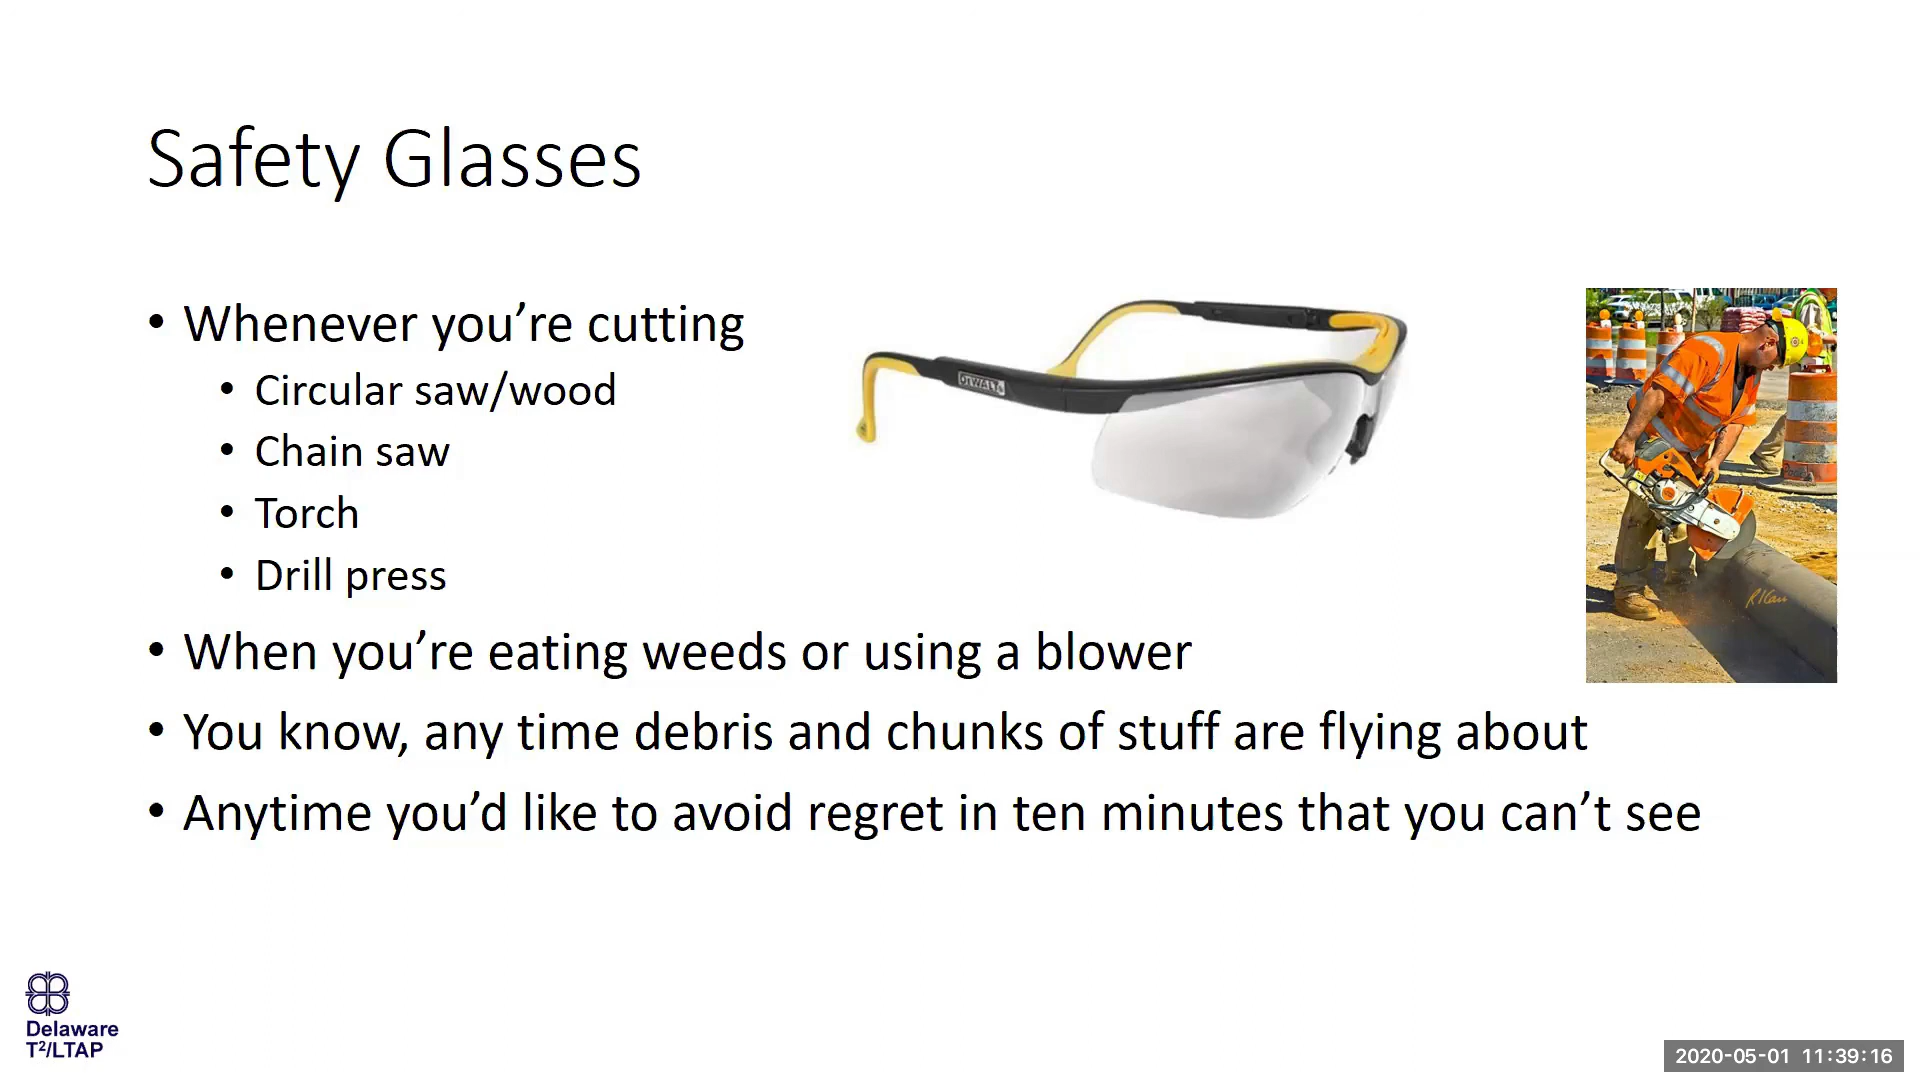 Safety Glasses
• Whenever you’re cutting
• Circular saw/wood
• Chain saw
• Torch
• Drill press
• When you’re eating weeds or using a blower
• You know, any time debris and chunks of stuff are flying about
• Anytime you’d like to avoid regret in ten minutes that you can’t see
DEWALT
Delaware
T²/LTAP
2020-05-01 11:39:16